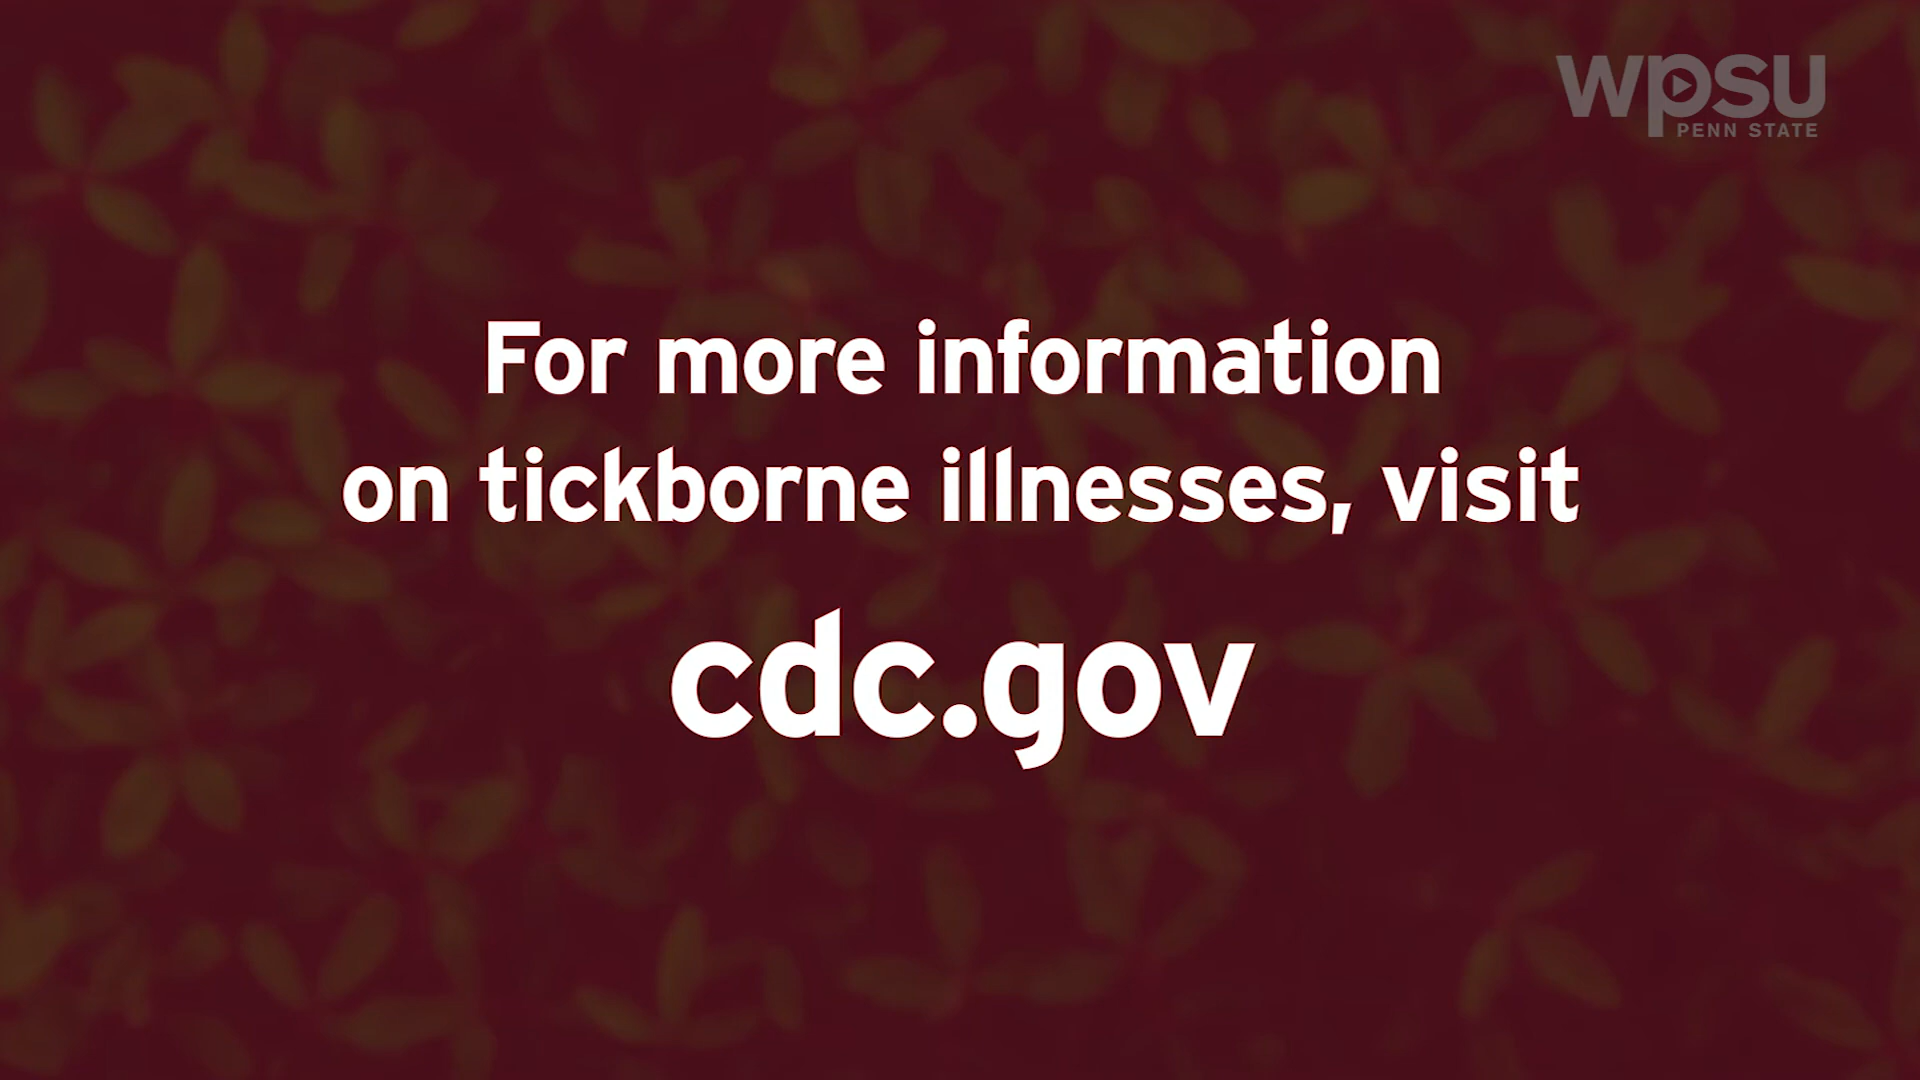 wpsu
PENN STATE
For more information
on tickborne illnesses, visit
cdc.gov